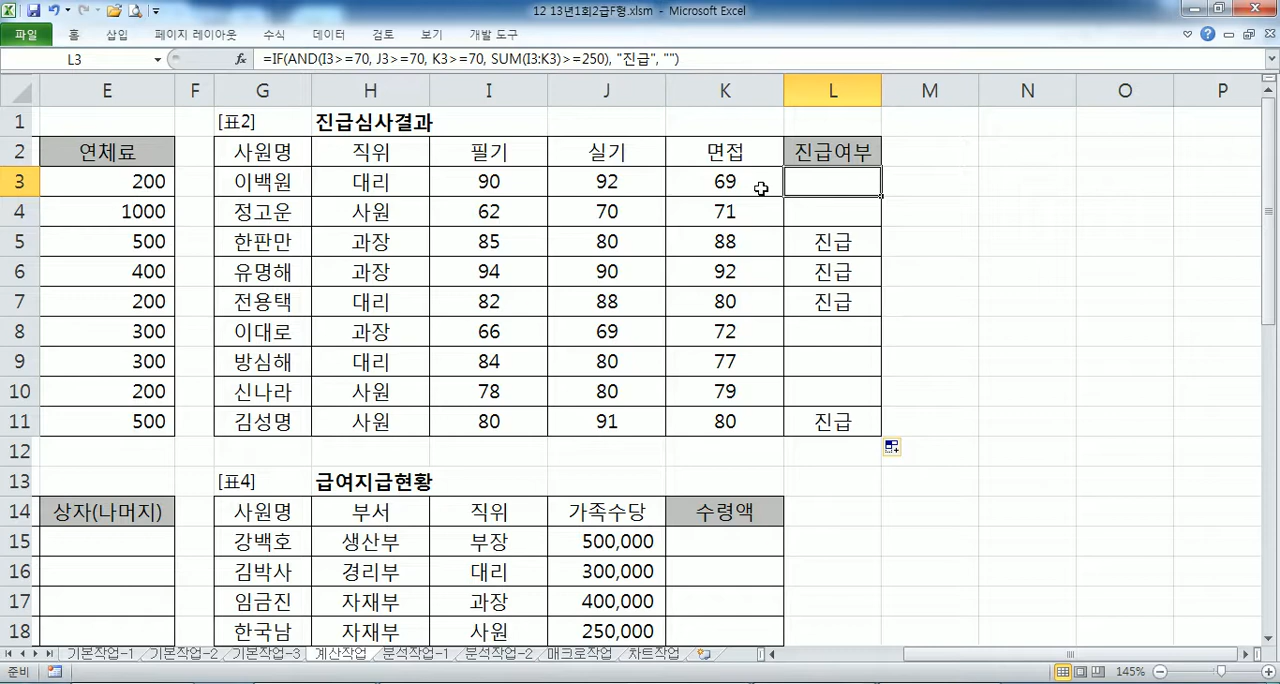 12 13년1회2급F형.xlsm - Microsoft Excel
파일 홈 삽입 페이지 레이아웃 수식 데이터 검토 보기 개발 도구
L3 fx =IF(AND(I3>=70, J3>=70, K3>=70, SUM(I3:K3)>=250), "진급", "")
E F G H I J K L M N O P
1 [표2] 진급심사결과
2 연체료 사원명 직위 필기 실기 면접 진급여부
3 200 이백원 대리 90 92 69
4 1000 정고운 사원 62 70 71
5 500 한판만 과장 85 80 88 진급
6 400 유명해 과장 94 90 92 진급
7 200 전용택 대리 82 88 80 진급
8 300 이대로 과장 66 69 72
9 300 방심해 대리 84 80 77
10 200 신나라 사원 78 80 79
11 500 김성명 사원 80 91 80 진급
12
13 [표4] 급여지급현황
14 상자(나머지) 사원명 부서 직위 가족수당 수령액
15 강백호 생산부 부장 500,000
16 김박사 경리부 대리 300,000
17 임금진 자재부 과장 400,000
18 한국남 자재부 사원 250,000
기본작업-1 기본작업-2 기본작업-3 계산작업 분석작업-1 분석작업-2 매크로작업 차트작업
준비 145%